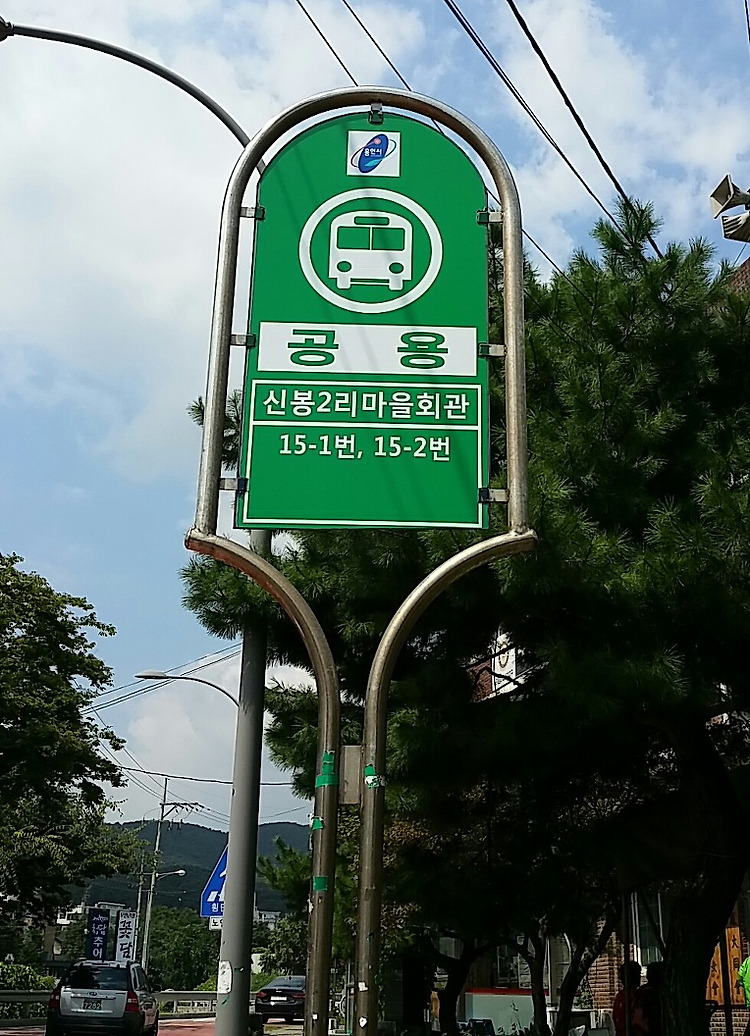 용인시
공 용
신봉2리마을회관
15-1번, 15-2번